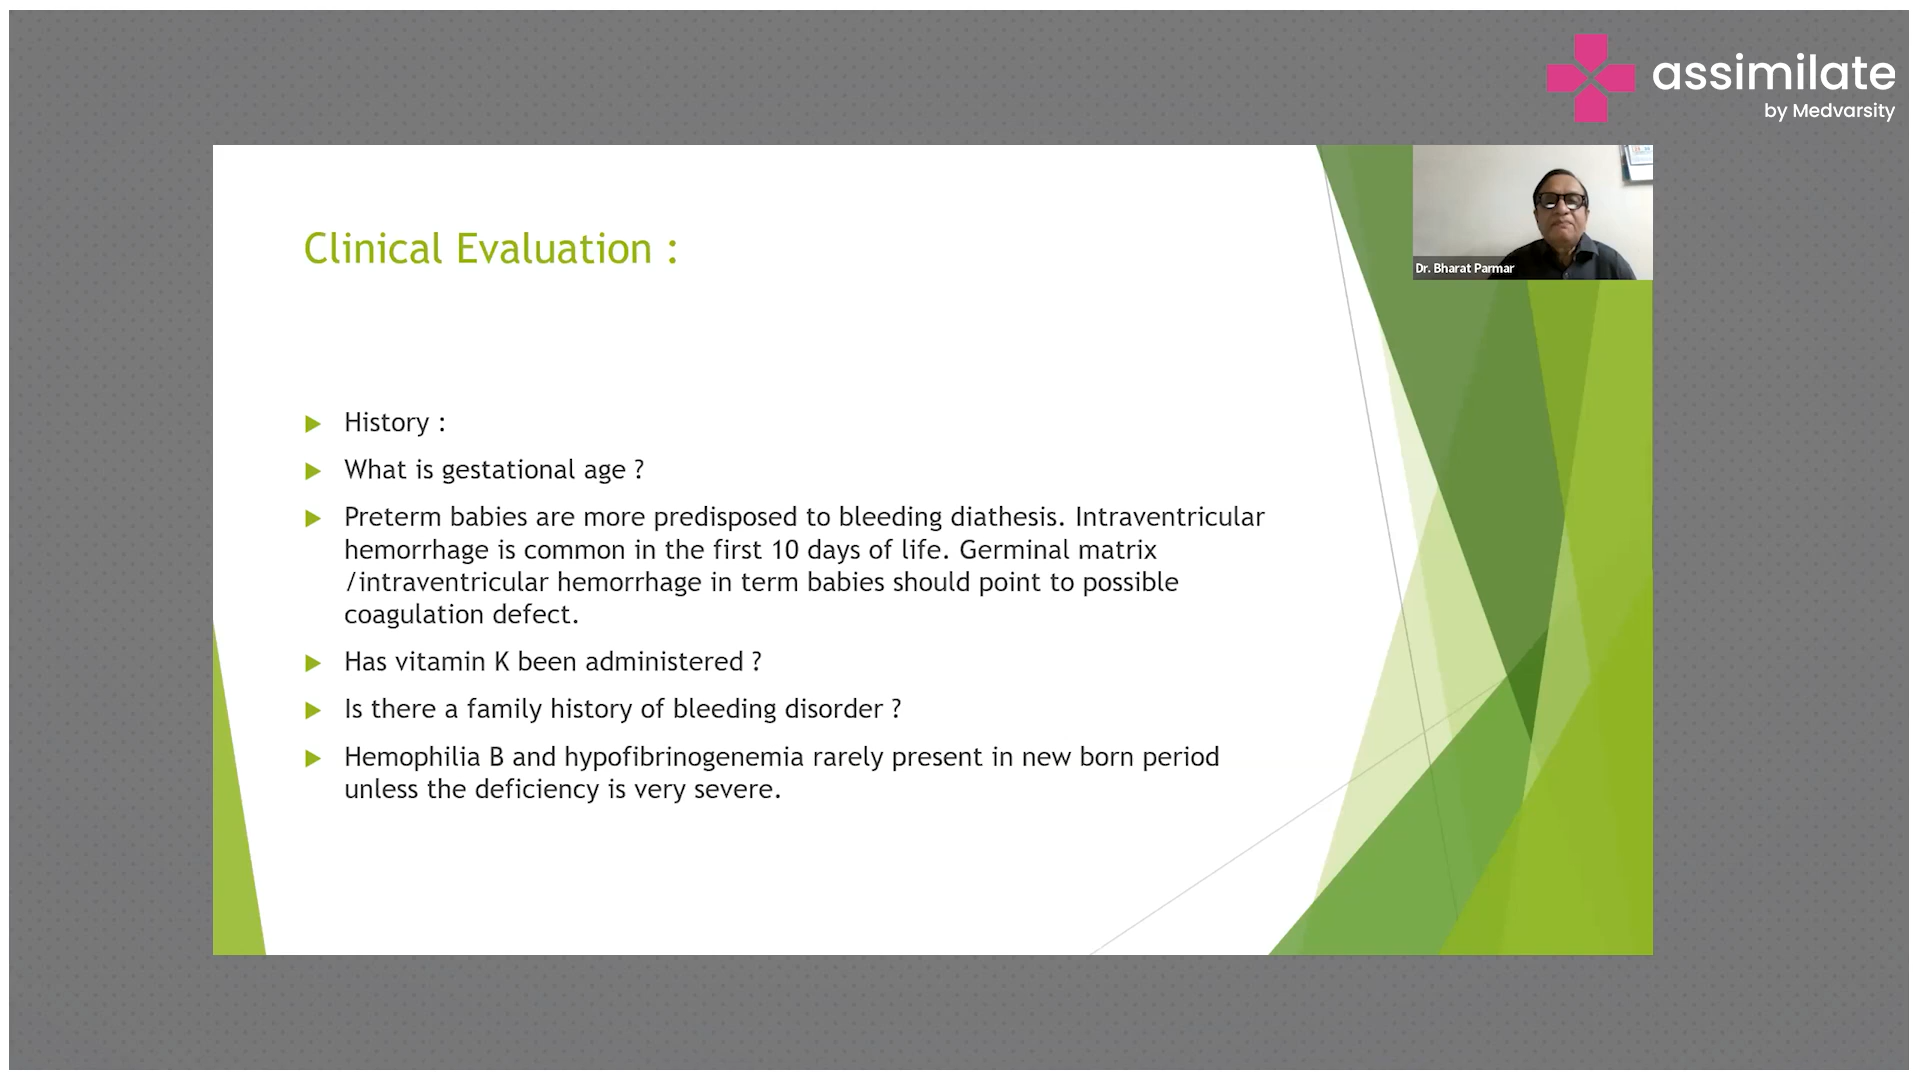 assimilate
by Medvarsity
Dr. Bharat Parmar
Clinical Evaluation :
History :
What is gestational age ?
Preterm babies are more predisposed to bleeding diathesis. Intraventricular
hemorrhage is common in the first 10 days of life. Germinal matrix
/intraventricular hemorrhage in term babies should point to possible
coagulation defect.
Has vitamin K been administered ?
Is there a family history of bleeding disorder ?
Hemophilia B and hypofibrinogenemia rarely present in new born period
unless the deficiency is very severe.